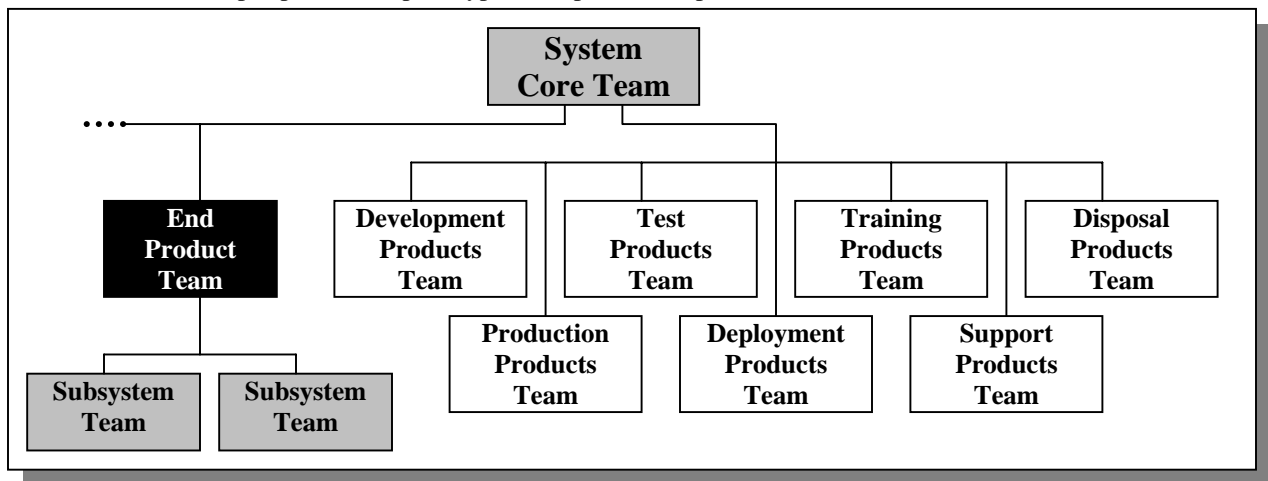 System
Core Team
End
Product
Team
Development
Products
Team
Test
Products
Team
Training
Products
Team
Disposal
Products
Team
Production
Products
Team
Deployment
Products
Team
Support
Products
Team
Subsystem
Team
Subsystem
Team